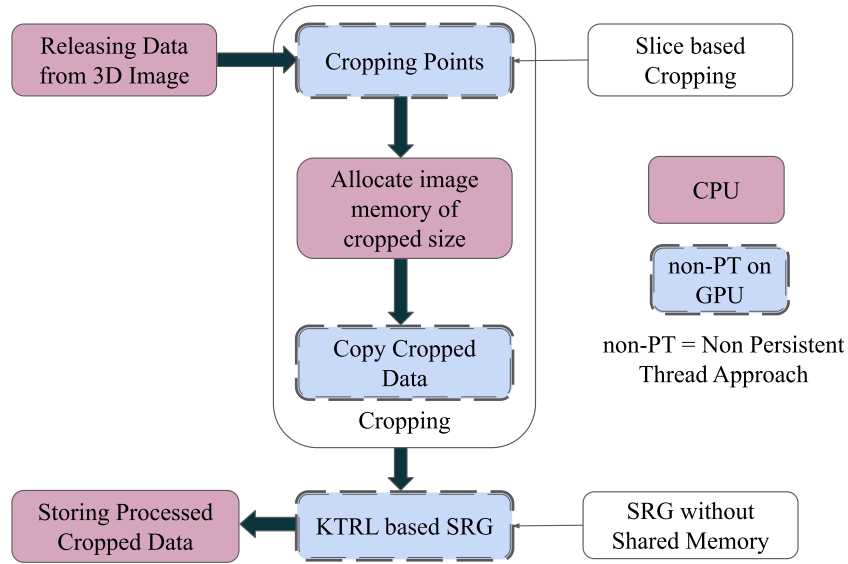 Releasing Data
from 3D Image
Cropping Points
Slice based
Cropping
Allocate image
memory of
cropped size
CPU
non-PT on
GPU
non-PT = Non Persistent
Thread Approach
Copy Cropped
Data
Cropping
Storing Processed
Cropped Data
KTRL based SRG
SRG without
Shared Memory